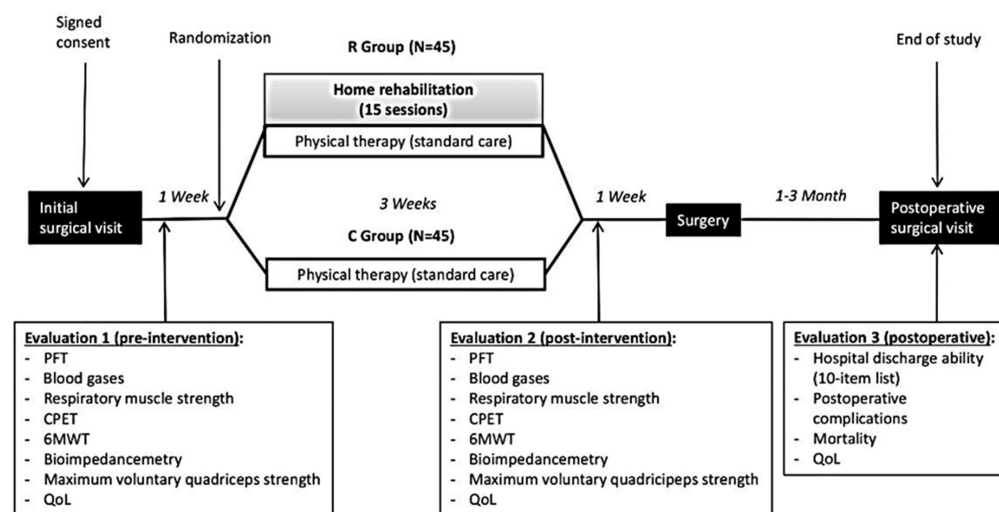 Signed
consent
Randomization
R Group (N=45)
End of study
Home rehabilitation
(15 sessions)
Physical therapy (standard care)
1 Week
3 Weeks
1 Week
1-3 Month
Initial
surgical visit
Surgery
Postoperative
surgical visit
C Group (N=45)
Physical therapy (standard care)
Evaluation 1 (pre-intervention):
- PFT
- Blood gases
- Respiratory muscle strength
- CPET
- 6MWT
- Bioimpedancemetry
- Maximum voluntary quadriceps strength
- QoL
Evaluation 2 (post-intervention):
- PFT
- Blood gases
- Respiratory muscle strength
- CPET
- 6MWT
- Bioimpedancemetry
- Maximum voluntary quadricipeps strength
- QoL
Evaluation 3 (postoperative):
- Hospital discharge ability
(10-item list)
- Postoperative
complications
- Mortality
- QoL